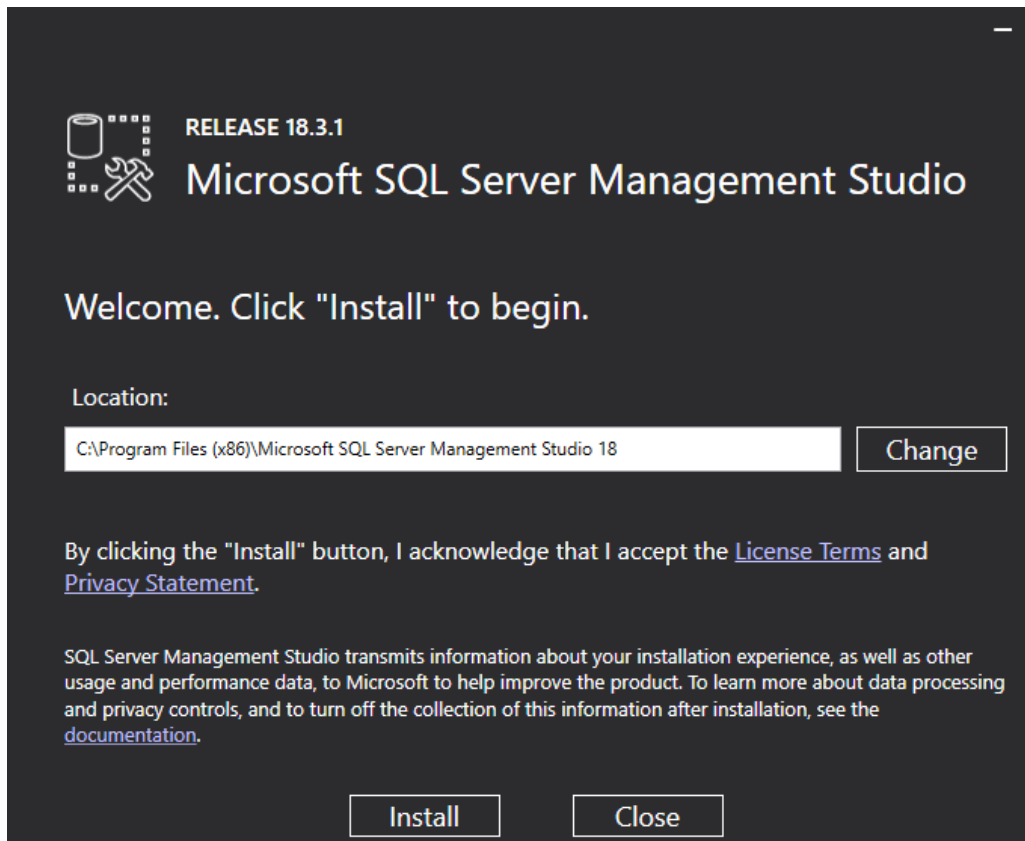 RELEASE 18.3.1
Microsoft SQL Server Management Studio
Welcome. Click "Install" to begin.
Location:
C:\Program Files (x86)\Microsoft SQL Server Management Studio 18
Change
By clicking the "Install" button, I acknowledge that I accept the License Terms and
Privacy Statement.
SQL Server Management Studio transmits information about your installation experience, as well as other
usage and performance data, to Microsoft to help improve the product. To learn more about data processing
and privacy controls, and to turn off the collection of this information after installation, see the
documentation.
Install
Close